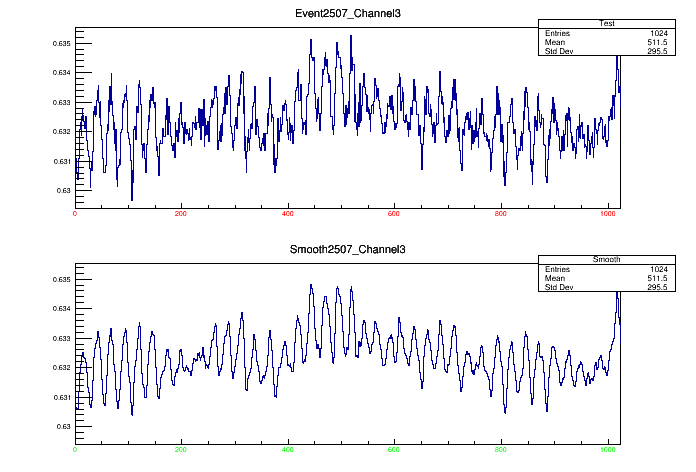 Event2507_Channel3
Test
Entries 1024
Mean 511.5
Std Dev 295.5
0.635
0.634
0.633
0.632
0.631
0.63
0 200 400 600 800 1000
Smooth2507_Channel3
Smooth
Entries 1024
Mean 511.5
Std Dev 295.5
0.635
0.634
0.633
0.632
0.631
0.63
0 200 400 600 800 1000